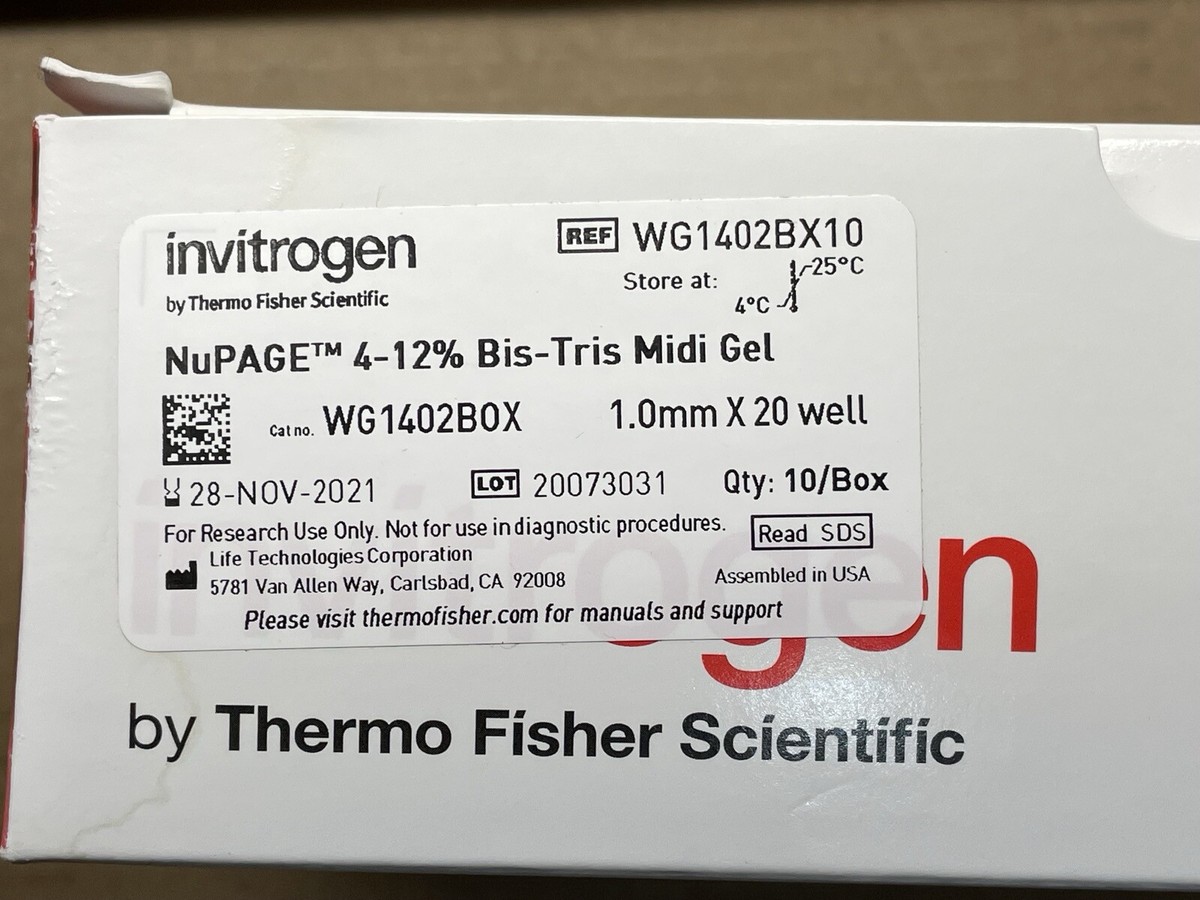 invitrogen
by Thermo Fisher Scientific
REF WG1402BX10
Store at:
25°C
4°C
NuPAGE™ 4-12% Bis-Tris Midi Gel
Cat no. WG1402BOX 1.0mm X 20 well
28-NOV-2021 LOT 20073031 Qty: 10/Box
For Research Use Only. Not for use in diagnostic procedures. Read SDS
Life Technologies Corporation
5781 Van Allen Way, Carlsbad, CA 92008 Assembled in USA
Please visit thermofisher.com for manuals and support
invitrogen
by Thermo Fisher Scientific